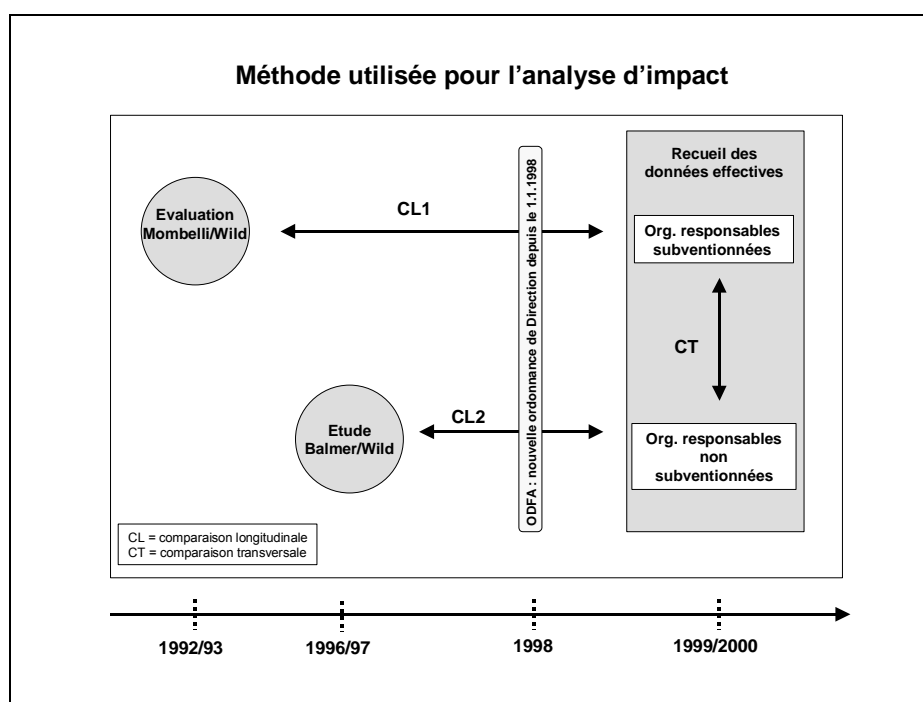 Méthode utilisée pour l'analyse d'impact
Recueil des
données effectives
ODFA : nouvelle ordonnance de Direction depuis le 1.1.1998
Evaluation
Mombelli/Wild
CL1
Org. responsables
subventionnées
CT
Etude
Balmer/Wild
CL2
Org. responsables
non
subventionnées
CL = comparaison longitudinale
CT = comparaison transversale
1992/93
1996/97
1998
1999/2000